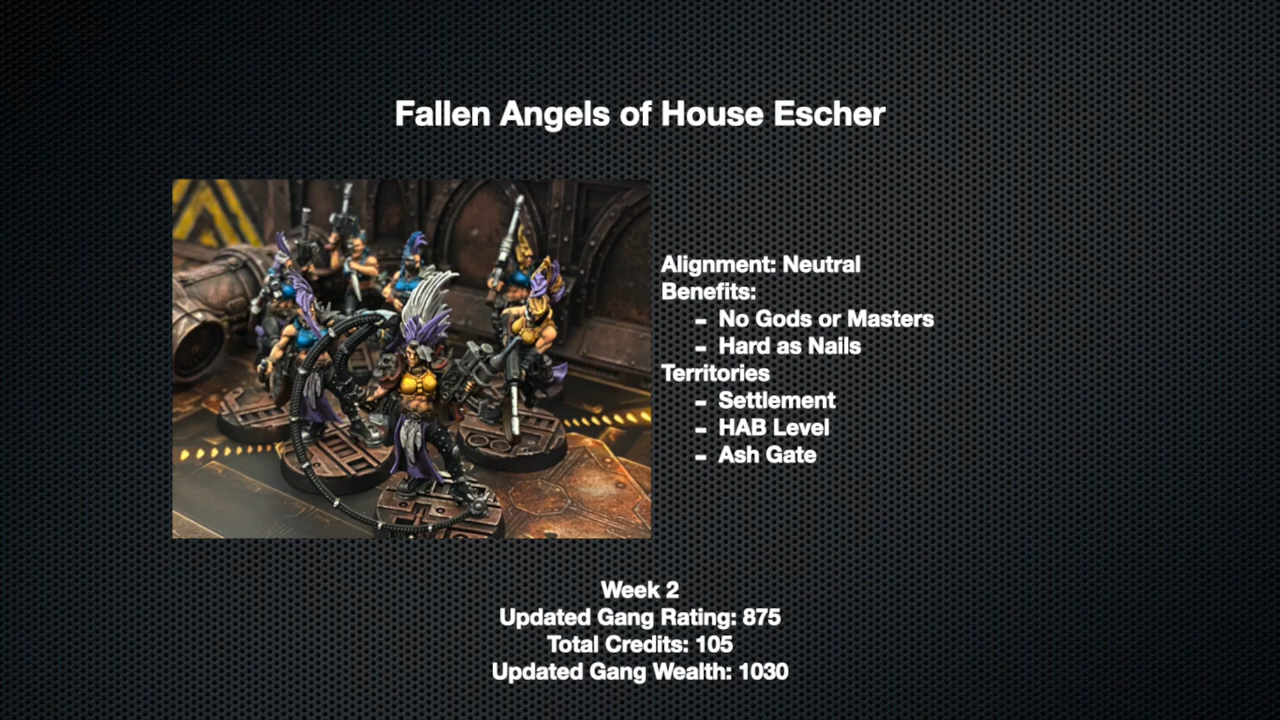 Fallen Angels of House Escher
Alignment: Neutral
Benefits:
- No Gods or Masters
- Hard as Nails
Territories
- Settlement
- HAB Level
- Ash Gate
Week 2
Updated Gang Rating: 875
Total Credits: 105
Updated Gang Wealth: 1030